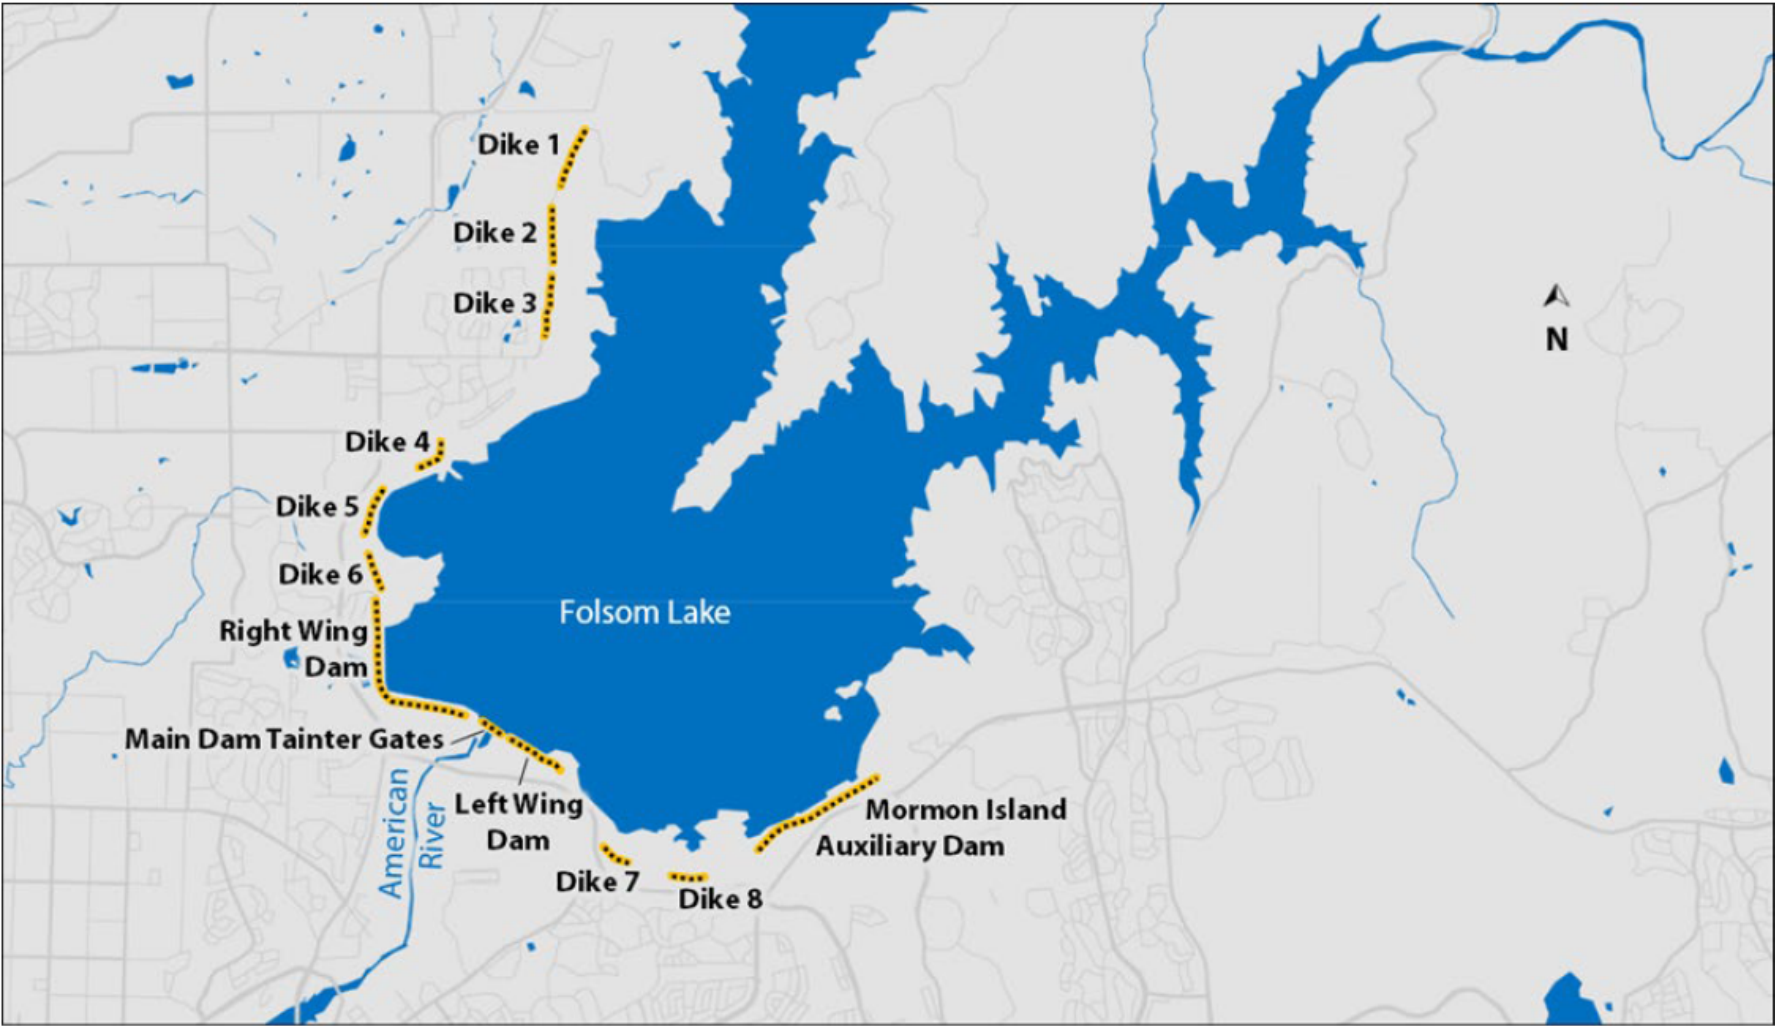 Dike 1
Dike 2
Dike 3
N
Dike 4
Dike 5
Dike 6
Folsom Lake
Right Wing
Dam
Main Dam Tainter Gates
American
River
Left Wing
Dam
Mormon Island
Auxiliary Dam
Dike 7
Dike 8